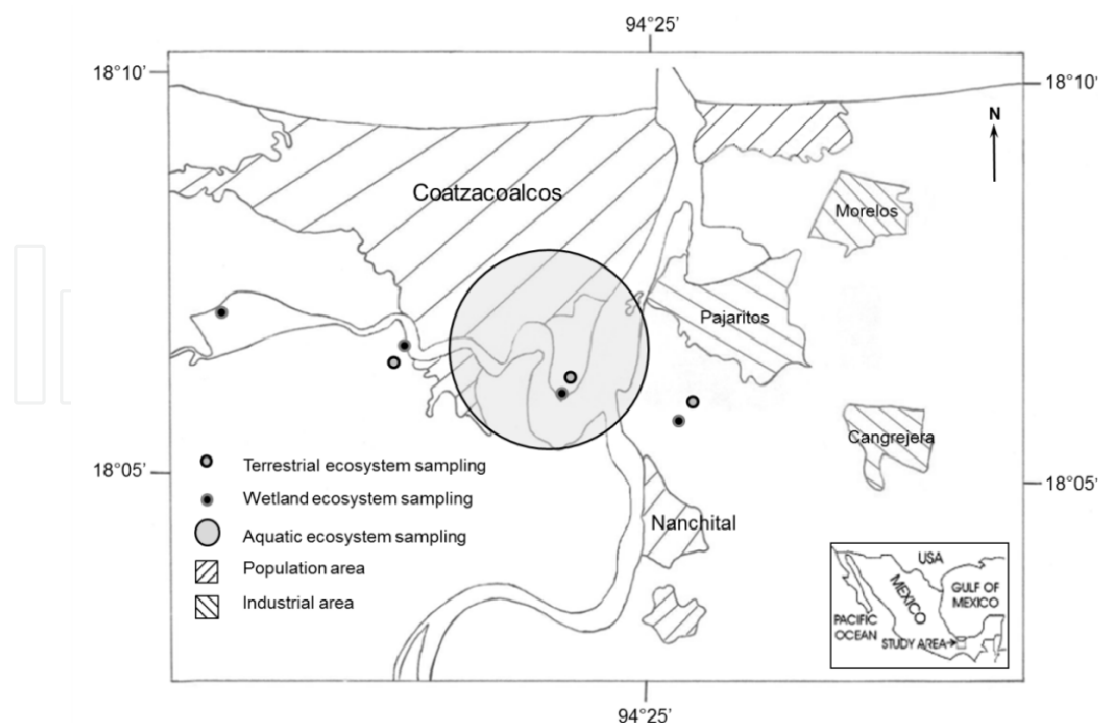 94°25'
18°10'
18°10'
N
Coatzacoalcos
Morelos
Pajaritos
Cangrejera
18°05'
18°05'
Terrestrial ecosystem sampling
Wetland ecosystem sampling
Aquatic ecosystem sampling
Population area
Industrial area
Nanchital
USA
MEXICO
GULF OF
MEXICO
PACIFIC
OCEAN
STUDY AREA
94°25'